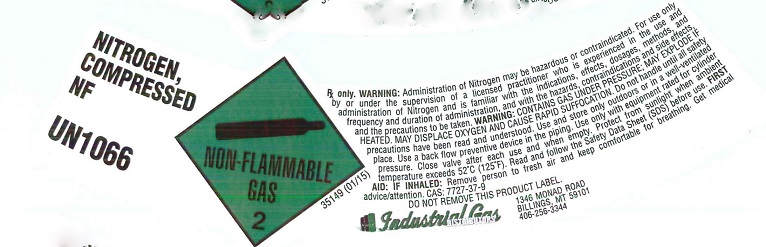 NITROGEN,
COMPRESSED
NF
UN1066
NON-FLAMMABLE
GAS
2
35149 (01/15)
Rx only. WARNING: Administration of Nitrogen may be hazardous or contraindicated. For use only
by or under the supervision of a licensed practitioner who is experienced in the use and
administration of Nitrogen and is familiar with the indications, effects, dosages, methods, and
frequency and duration of administration, and with the hazards, contraindications and side effects,
and the precautions to be taken. WARNING: CONTAINS GAS UNDER PRESSURE. MAY EXPLODE IF
HEATED. MAY DISPLACE OXYGEN AND CAUSE RAPID SUFFOCATION. Do not handle until all safety
precautions have been read and understood. Use and store only outdoors or in a well-ventilated
place. Use a back flow preventive device in the piping. Use only with equipment rated for cylinder
pressure. Close valve after each use and when empty. Protect from sunlight when ambient
temperature exceeds 52°C (125°F). Read and follow the Safety Data Sheet (SDS) before use. FIRST
AID: IF INHALED: Remove person to fresh air and keep comfortable for breathing. Get medical
advice/attention. CAS: 7727-37-9
DO NOT REMOVE THIS PRODUCT LABEL.
Industrial Gas
DISTRIBUTORS
1346 MONAD ROAD
BILLINGS, MT 59101
406-256-3344